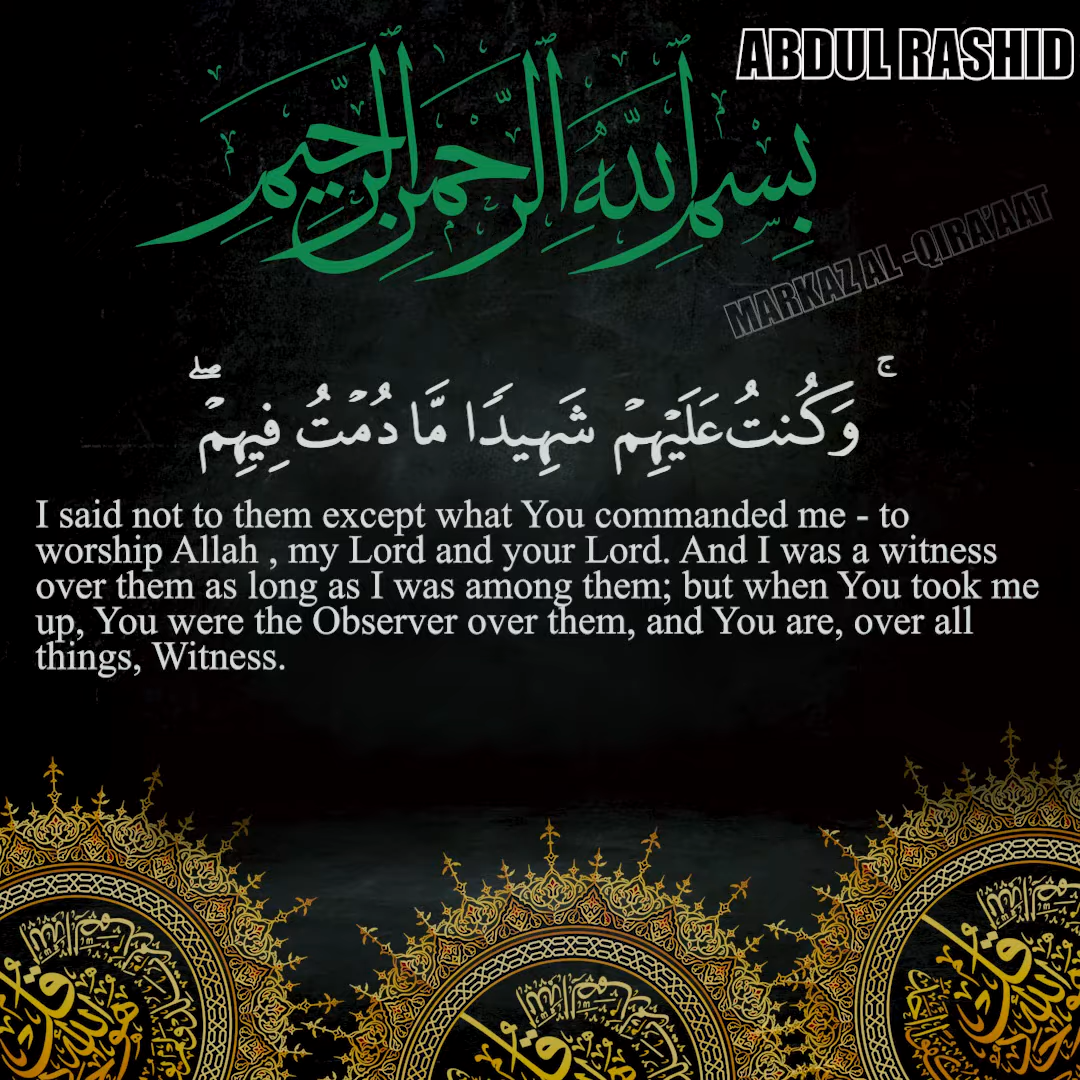 ABDUL RASHID
بِسْمِ اللَّهِ الرَّحْمَٰنِ الرَّحِيمِ
MARKAZ AL -QIRA'AAT
ۚ وَكُنتُ عَلَيْهِمْ شَهِيدًا مَّا دُمْتُ فِيهِمْ ۖ
I said not to them except what You commanded me - to
worship Allah , my Lord and your Lord. And I was a witness
over them as long as I was among them; but when You took me
up, You were the Observer over them, and You are, over all
things, Witness.